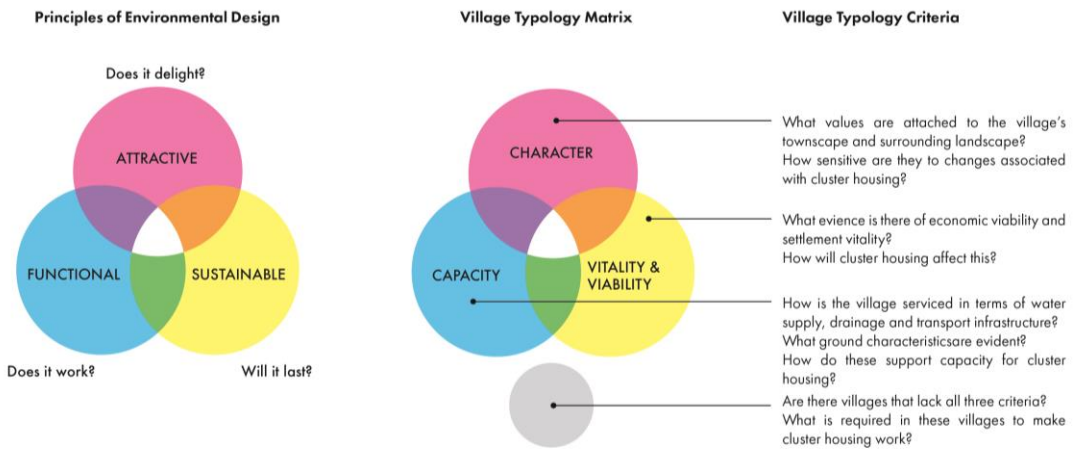 Principles of Environmental Design
Does it delight?
ATTRACTIVE
FUNCTIONAL
SUSTAINABLE
Does it work?
Will it last?
Village Typology Matrix
CHARACTER
CAPACITY
VITALITY &
VIABILITY
Village Typology Criteria
What values are attached to the village's
townscape and surrounding landscape?
How sensitive are they to changes associated
with cluster housing?
What evience is there of economic viability and
settlement vitality?
How will cluster housing affect this?
How is the village serviced in terms of water
supply, drainage and transport infrastructure?
What ground characteristicsare evident?
How do these support capacity for cluster
housing?
Are there villages that lack all three criteria?
What is required in these villages to make
cluster housing work?